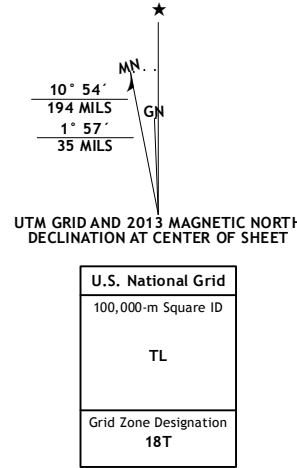 ★
MN
GN
10° 54´
194 MILS
1° 57´
35 MILS
UTM GRID AND 2013 MAGNETIC NORTH
DECLINATION AT CENTER OF SHEET
U.S. National Grid
100,000-m Square ID
TL
Grid Zone Designation
18T